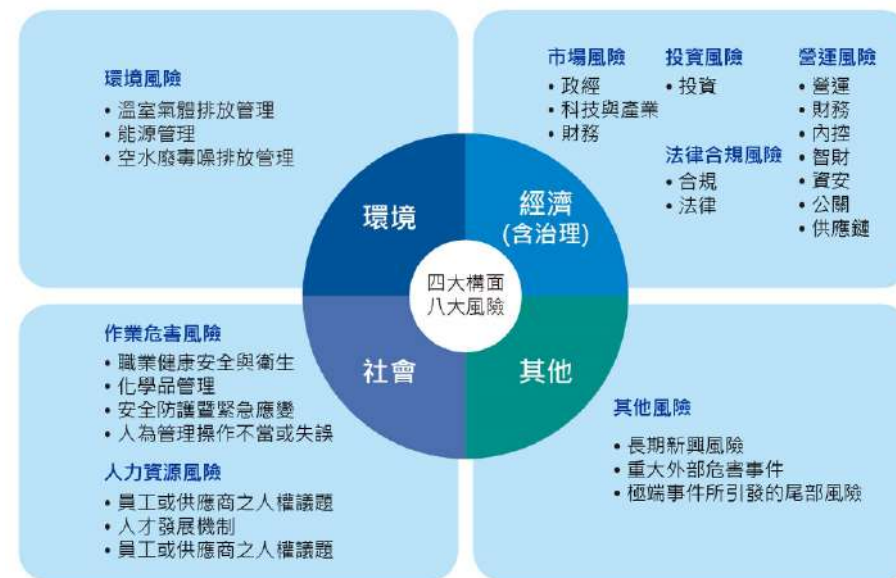 環境風險
• 溫室氣體排放管理
• 能源管理
• 空水廢毒噪排放管理
市場風險
• 政經
• 科技與產業
• 財務
投資風險
• 投資
法律合規風險
• 合規
• 法律
營運風險
• 營運
• 財務
• 內控
• 智財
• 資安
• 公關
• 供應鏈
環境
經濟
(含治理)
四大構面
八大風險
社會
其他
作業危害風險
• 職業健康安全與衛生
• 化學品管理
• 安全防護暨緊急應變
• 人為管理操作不當或失誤
人力資源風險
• 員工或供應商之人權議題
• 人才發展機制
• 員工或供應商之人權議題
其他風險
• 長期新興風險
• 重大外部危害事件
• 極端事件所引發的尾部風險